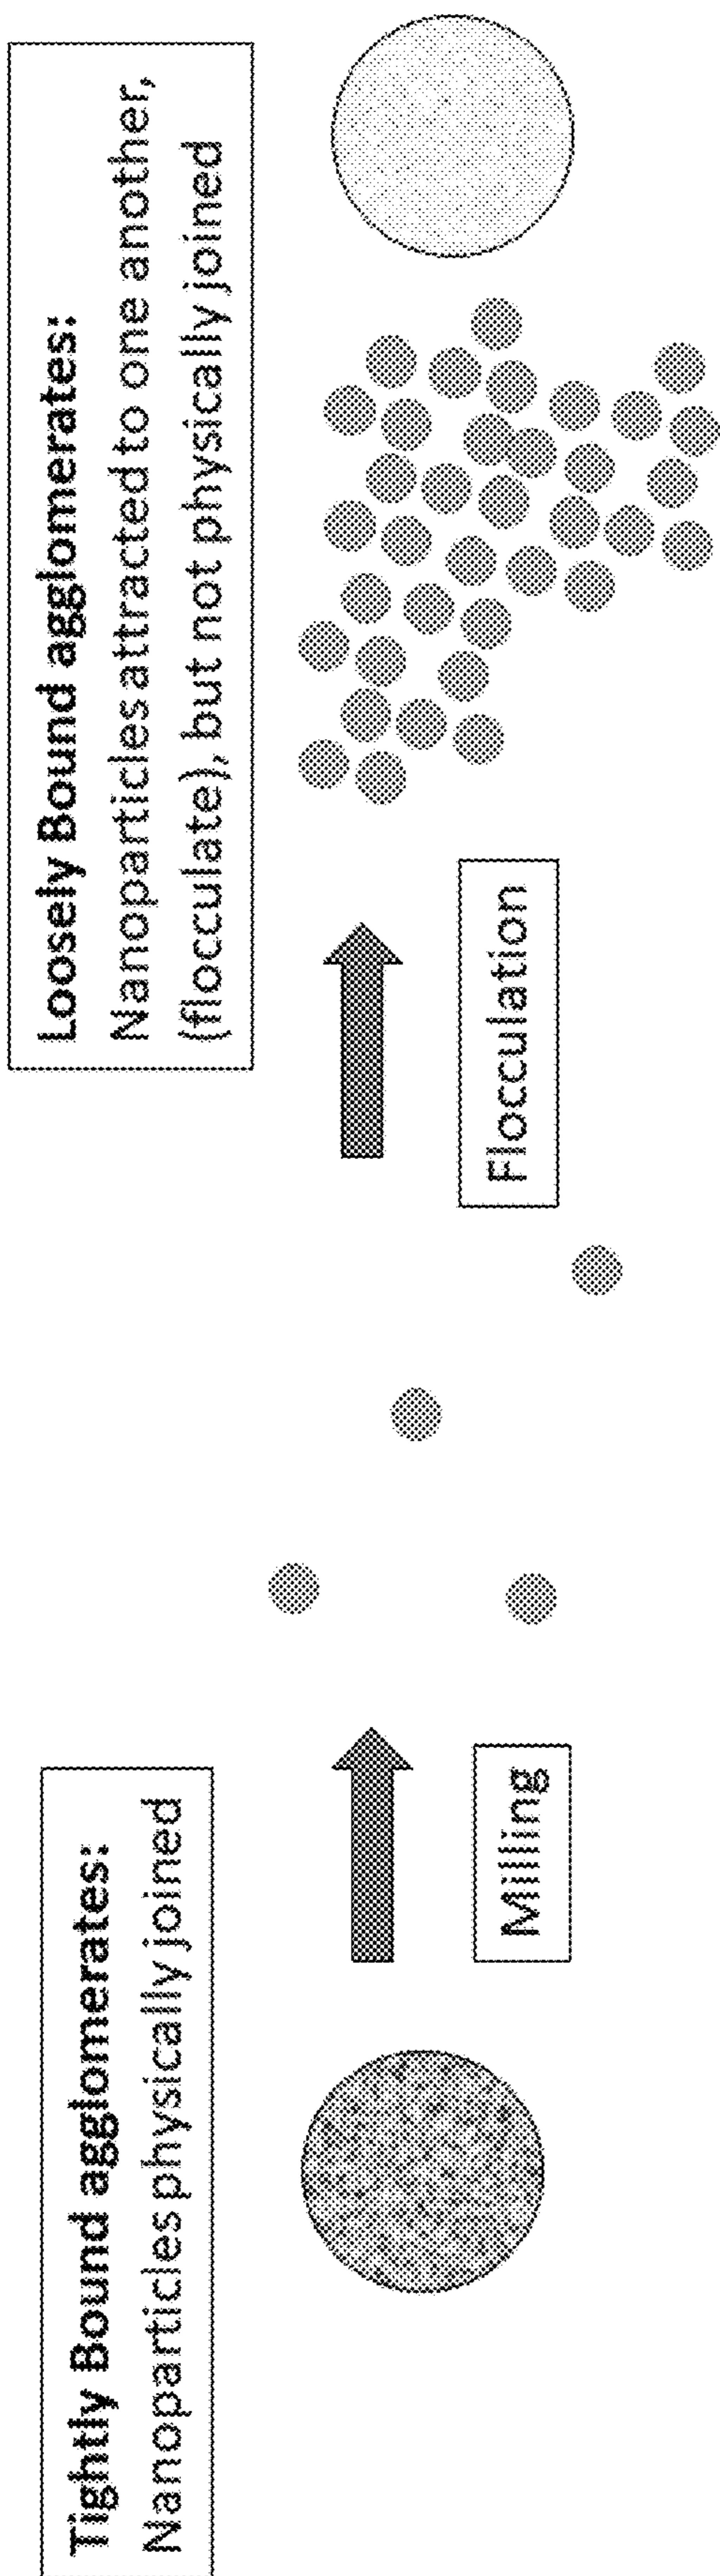 Tightly Bound agglomerates:
Nanoparticles physically joined
Milling
Loosely Bound agglomerates:
Nanoparticles attracted to one another,
(flocculate), but not physically joined
Flocculation